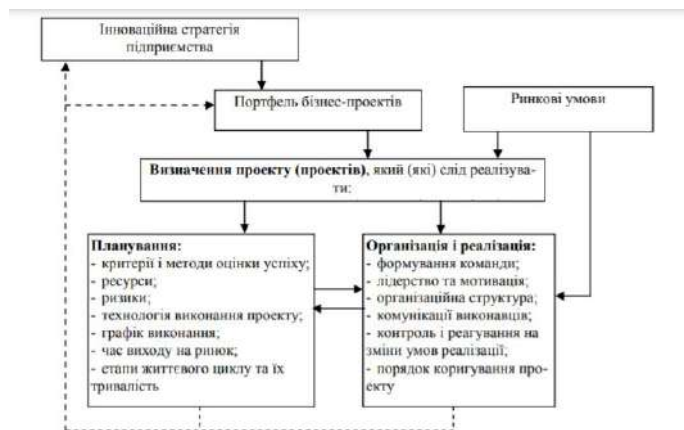 Інноваційна стратегія
підприємства
Портфель бізнес-проектів
Ринкові умови
Визначення проекту (проектів), який (які) слід реалізува-
ти:
Планування:
- критерії і методи оцінки успіху;
- ресурси;
- ризики;
- технологія виконання проекту;
- графік виконання;
- час виходу на ринок;
- етапи життєвого циклу та їх
тривалість
Організація і реалізація:
- формування команди;
- лідерство та мотивація;
- організаційна структура;
- комунікації виконавців;
- контроль і реагування на
зміни умов реалізації;
- порядок коригування про-
екту